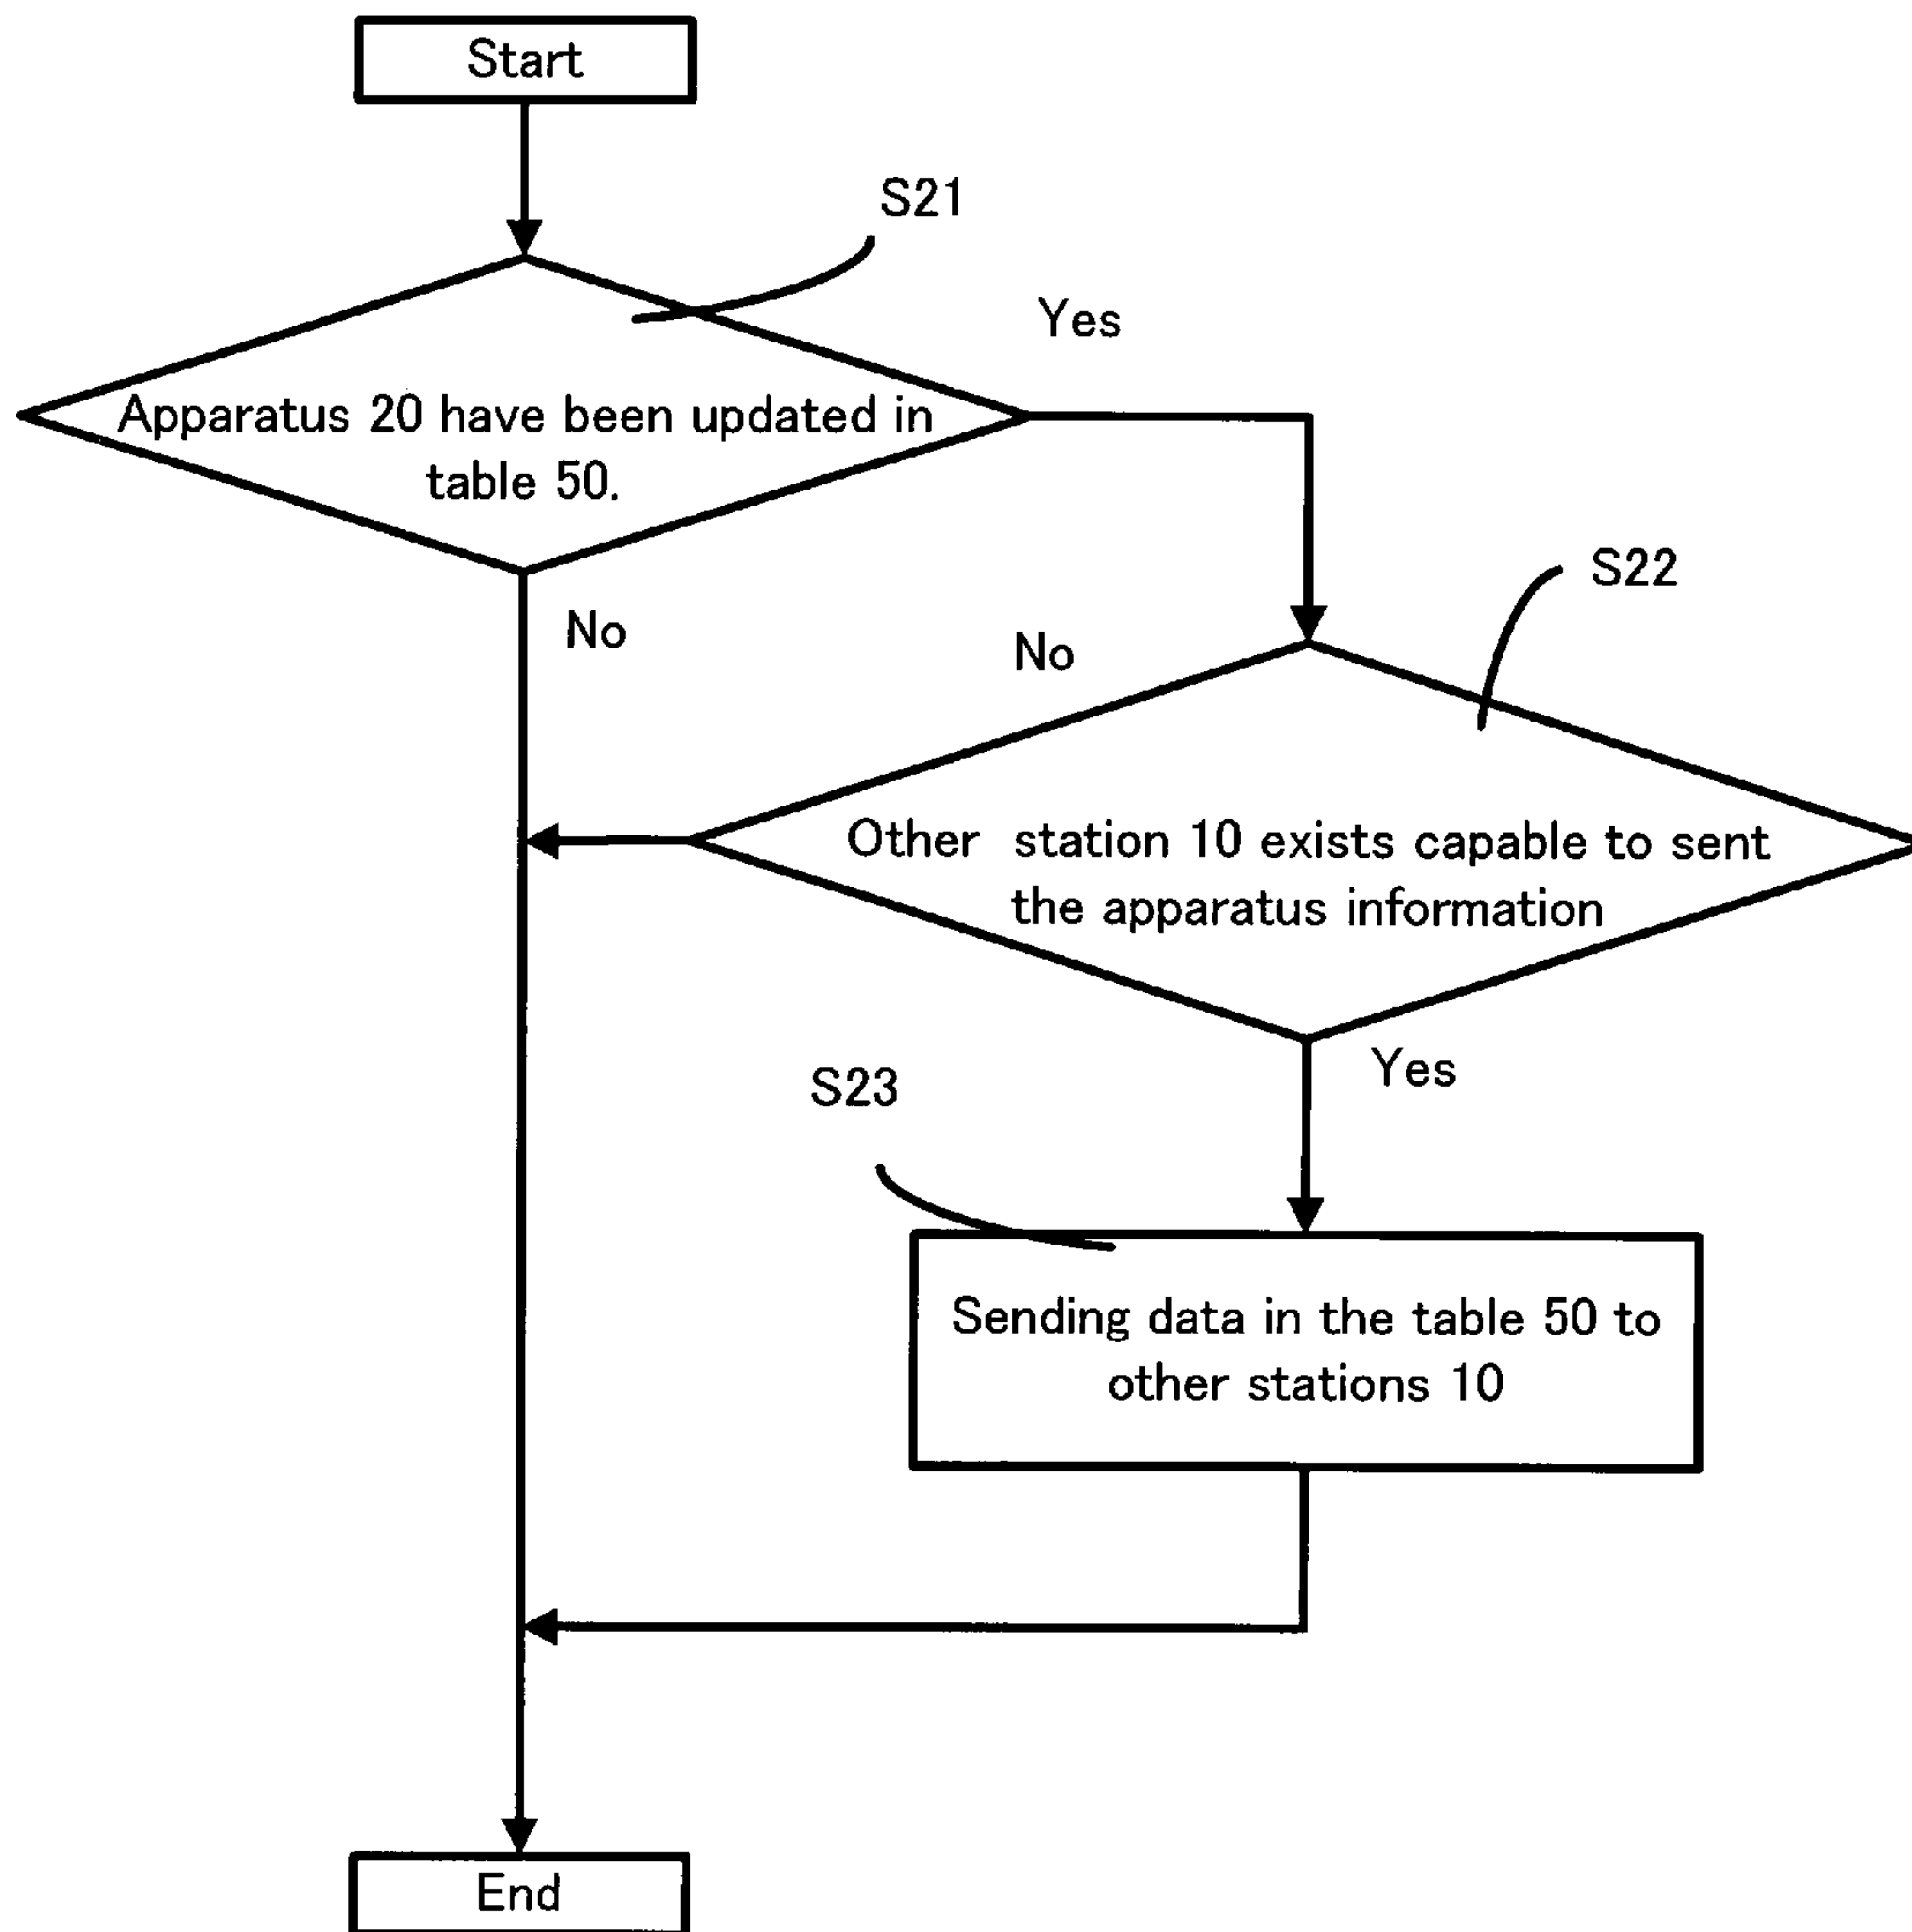 Start
S21
Yes
Apparatus 20 have been updated in
table 50.
S22
No
No
Other station 10 exists capable to sent
the apparatus information
Yes
S23
Sending data in the table 50 to
other stations 10
End